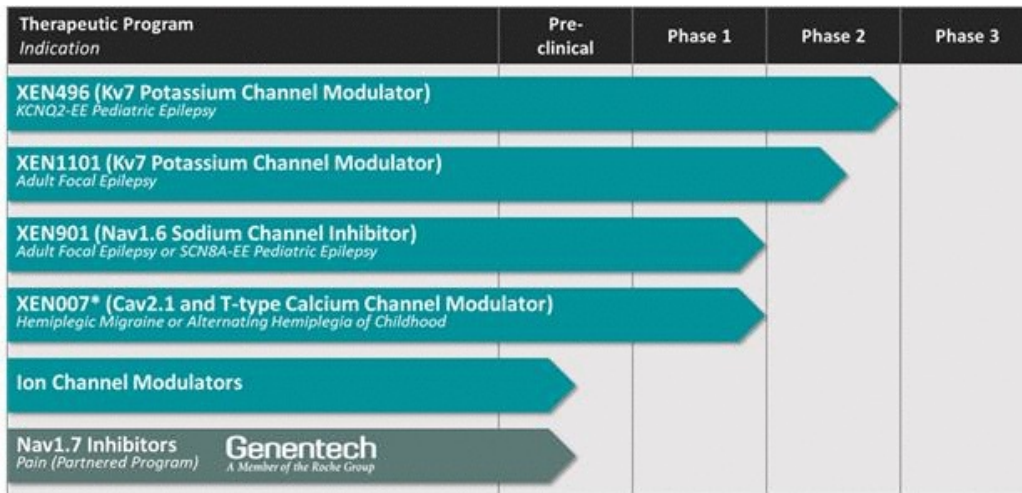 Therapeutic Program
Indication
Pre-
clinical
Phase 1
Phase 2
Phase 3
XEN496 (Kv7 Potassium Channel Modulator)
KCNQ2-EE Pediatric Epilepsy
XEN1101 (Kv7 Potassium Channel Modulator)
Adult Focal Epilepsy
XEN901 (Nav1.6 Sodium Channel Inhibitor)
Adult Focal Epilepsy or SCN8A-EE Pediatric Epilepsy
XEN007* (Cav2.1 and T-type Calcium Channel Modulator)
Hemiplegic Migraine or Alternating Hemiplegia of Childhood
Ion Channel Modulators
Nav1.7 Inhibitors
Pain (Partnered Program)
Genentech
A Member of the Roche Group